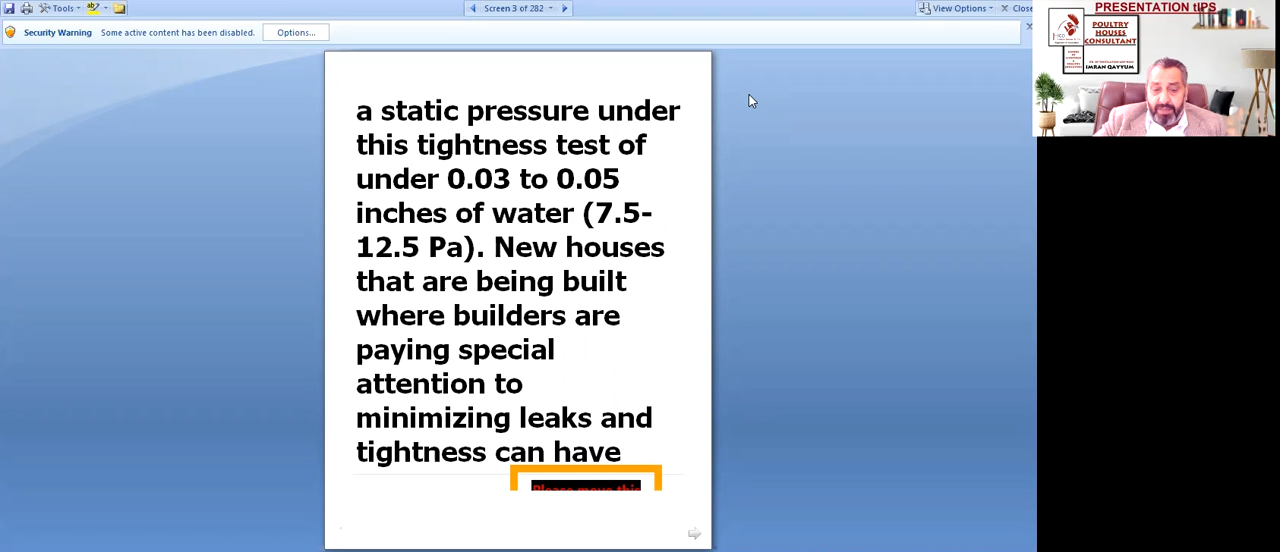 Tools
Screen 3 of 282
View Options
Close
Security Warning
Some active content has been disabled.
Options...
a static pressure under
this tightness test of
under 0.03 to 0.05
inches of water (7.5-
12.5 Pa). New houses
that are being built
where builders are
paying special
attention to
minimizing leaks and
tightness can have
Please move this
PRESENTATION tIPS
POULTRY
HOUSES
CONSULTANT
IMRAN QAYYUM